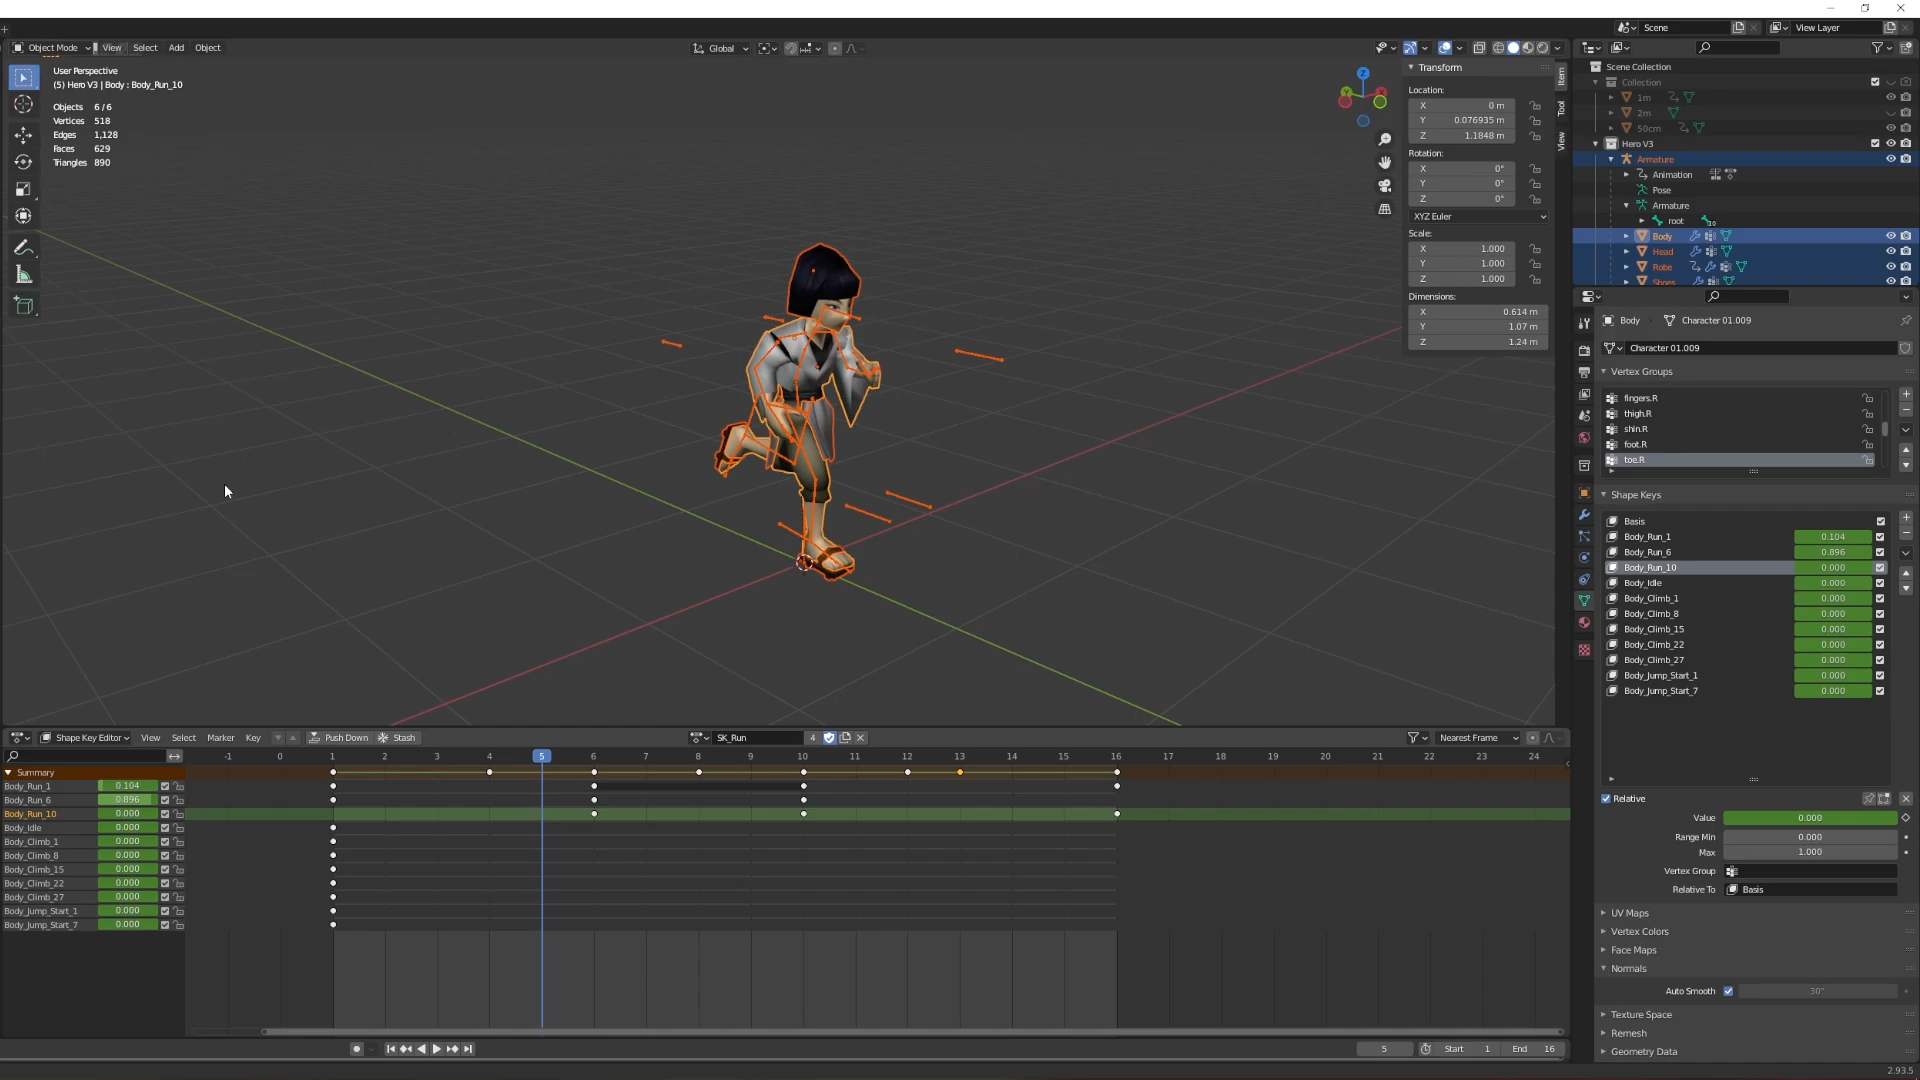 Scene
View Layer
Object Mode View Select Add Object
Global
User Perspective
(5) Hero V3 | Body : Body_Run_10
Objects 6/6
Vertices 518
Edges 1,128
Faces 629
Triangles 890
Transform
Location:
X 0 m
Y 0.076935 m
Z 1.1848 m
Rotation:
X 0°
Y 0°
Z 0°
XYZ Euler
Scale:
X 1.000
Y 1.000
Z 1.000
Dimensions:
X 0.614 m
Y 1.07 m
Z 1.24 m
Item
Tool
View
Scene Collection
Collection
1m
2m
50cm
Hero V3
Armature
Animation
Pose
Armature
root
Body
Head
Robe
Shoes
Body Character 01.009
Character 01.009
Vertex Groups
fingers.R
thigh.R
shin.R
foot.R
toe.R
Shape Keys
Basis
Body_Run_1 0.104
Body_Run_6 0.896
Body_Run_10 0.000
Body_Idle 0.000
Body_Climb_1 0.000
Body_Climb_8 0.000
Body_Climb_15 0.000
Body_Climb_22 0.000
Body_Climb_27 0.000
Body_Jump_Start_1 0.000
Body_Jump_Start_7 0.000
Relative
Value 0.000
Range Min 0.000
Max 1.000
Vertex Group
Relative To Basis
UV Maps
Vertex Colors
Face Maps
Normals
Auto Smooth 30°
Texture Space
Remesh
Geometry Data
2.93.5
Shape Key Editor View Select Marker Key Push Down Stash SK_Run 4 Nearest Frame
-1 0 1 2 3 4 5 6 7 8 9 10 11 12 13 14 15 16 17 18 19 20 21 22 23 24
Summary
Body_Run_1 0.104
Body_Run_6 0.896
Body_Run_10 0.000
Body_Idle 0.000
Body_Climb_1 0.000
Body_Climb_8 0.000
Body_Climb_15 0.000
Body_Climb_22 0.000
Body_Climb_27 0.000
Body_Jump_Start_1 0.000
Body_Jump_Start_7 0.000
5 Start 1 End 16